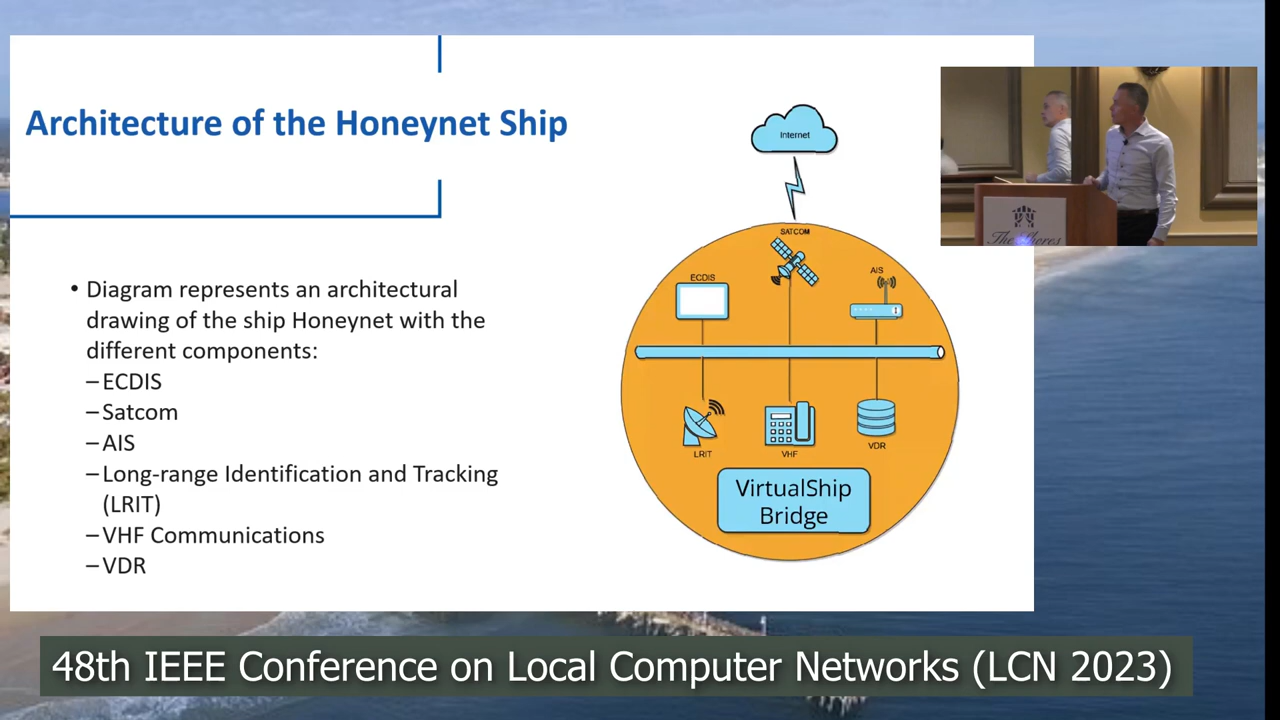 Architecture of the Honeynet Ship
• Diagram represents an architectural
drawing of the ship Honeynet with the
different components:
–ECDIS
–Satcom
–AIS
–Long-range Identification and Tracking
(LRIT)
–VHF Communications
–VDR
Internet
SATCOM
ECDIS
AIS
LRIT
VHF
VDR
VirtualShip
Bridge
The Shores
48th IEEE Conference on Local Computer Networks (LCN 2023)